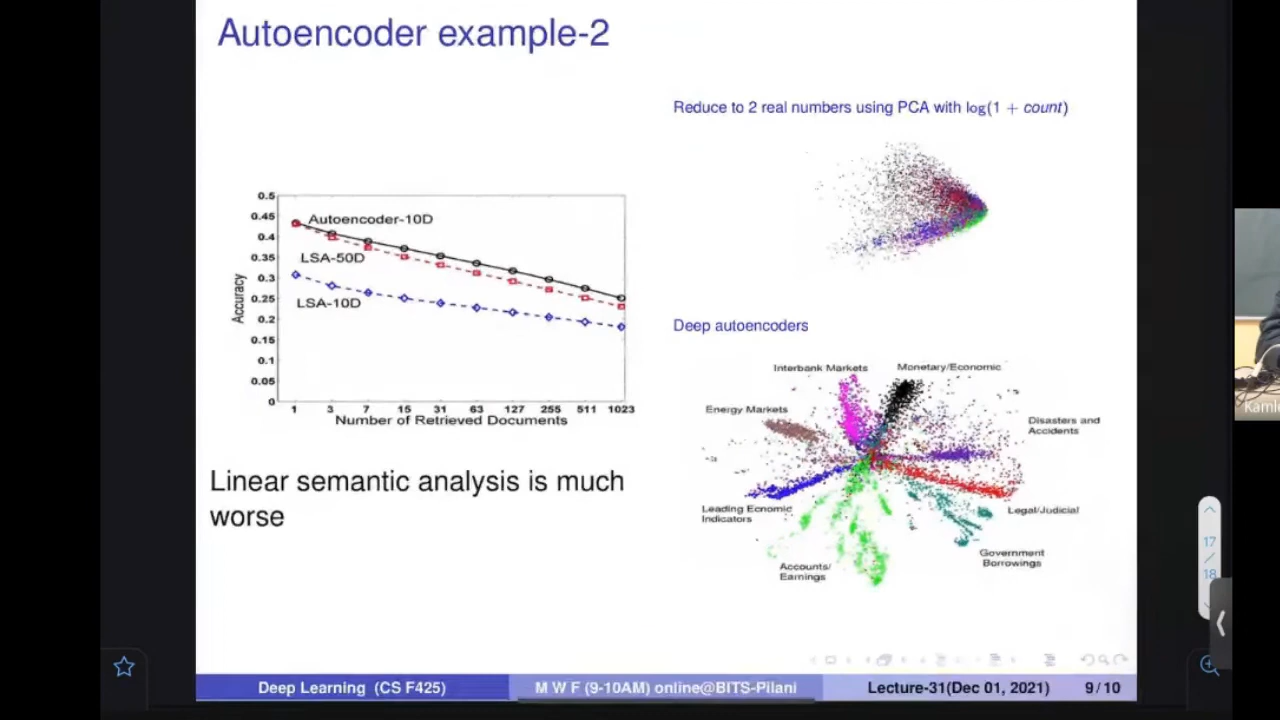 Autoencoder example-2
Reduce to 2 real numbers using PCA with log(1 + count)
0.5
0.45
0.4
0.35
0.3
0.25
0.2
0.15
0.1
0.05
0
Accuracy
Autoencoder-10D
LSA-50D
LSA-10D
1 3 7 15 31 63 127 255 511 1023
Number of Retrieved Documents
Linear semantic analysis is much
worse
Deep autoencoders
Interbank Markets
Monetary/Economic
Energy Markets
Disasters and
Accidents
Leading Ecnomic
Indicators
Legal/Judicial
Government
Borrowings
Accounts/
Earnings
17
/
18
Deep Learning (CS F425)
M W F (9-10AM) online@BITS-Pilani
Lecture-31(Dec 01, 2021)
9/10